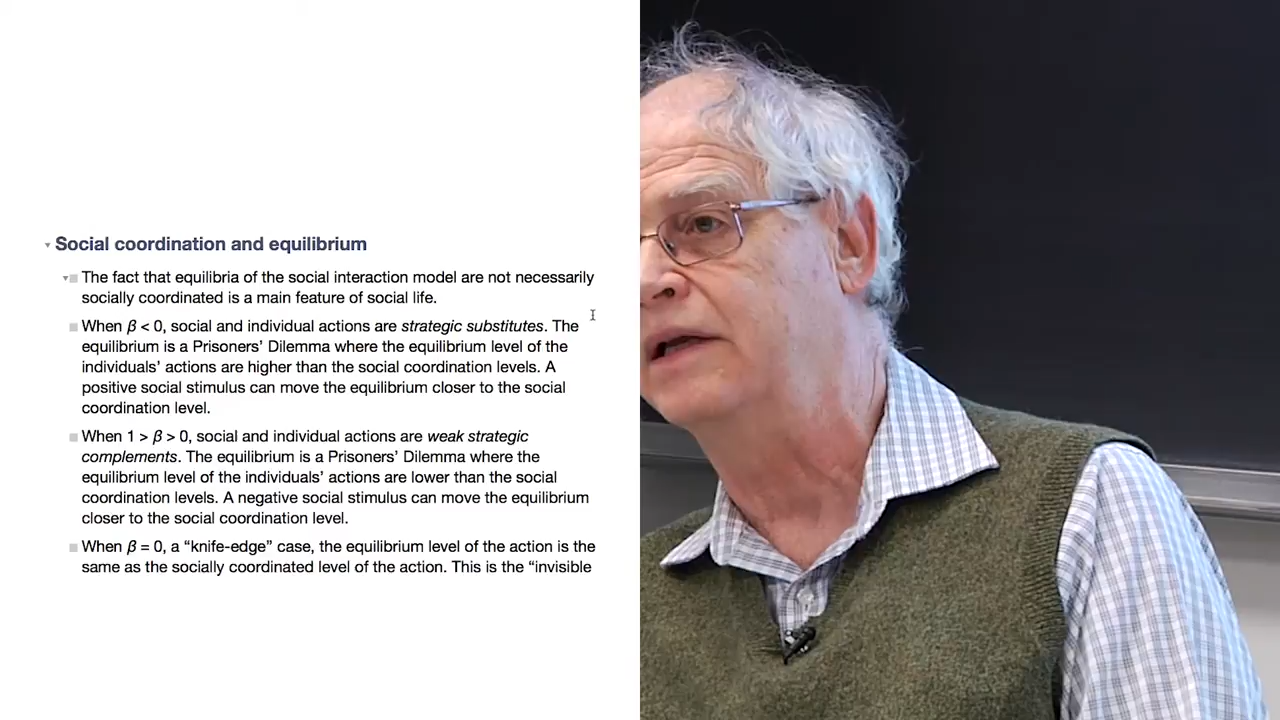 Social coordination and equilibrium
The fact that equilibria of the social interaction model are not necessarily
socially coordinated is a main feature of social life.
When β < 0, social and individual actions are strategic substitutes. The
equilibrium is a Prisoners’ Dilemma where the equilibrium level of the
individuals’ actions are higher than the social coordination levels. A
positive social stimulus can move the equilibrium closer to the social
coordination level.
When 1 > β > 0, social and individual actions are weak strategic
complements. The equilibrium is a Prisoners’ Dilemma where the
equilibrium level of the individuals’ actions are lower than the social
coordination levels. A negative social stimulus can move the equilibrium
closer to the social coordination level.
When β = 0, a “knife-edge” case, the equilibrium level of the action is the
same as the socially coordinated level of the action. This is the “invisible